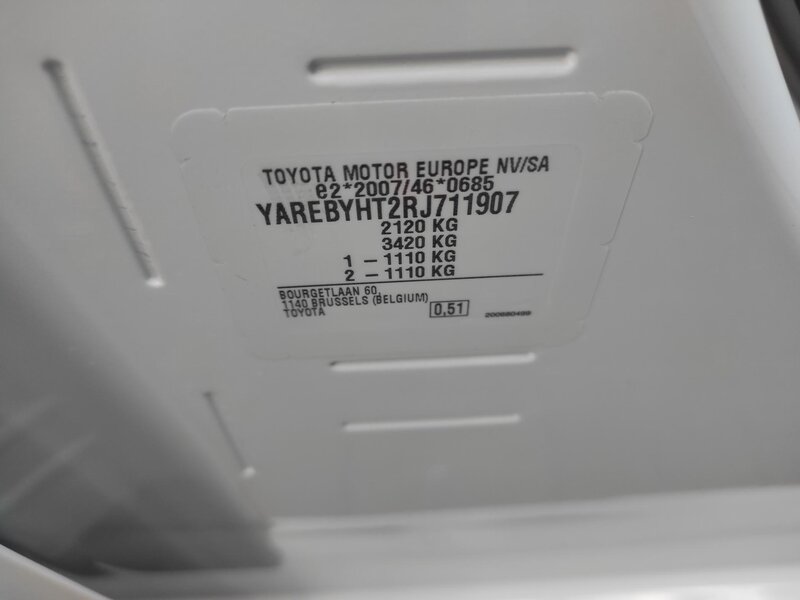 TOYOTA MOTOR EUROPE NV/SA
e2*2007/46*0685
YAREBYHT2RJ711907
2120 KG
3420 KG
1 – 1110 KG
2 – 1110 KG
BOURGETLAAN 60,
1140 BRUSSELS (BELGIUM)
TOYOTA
0,51